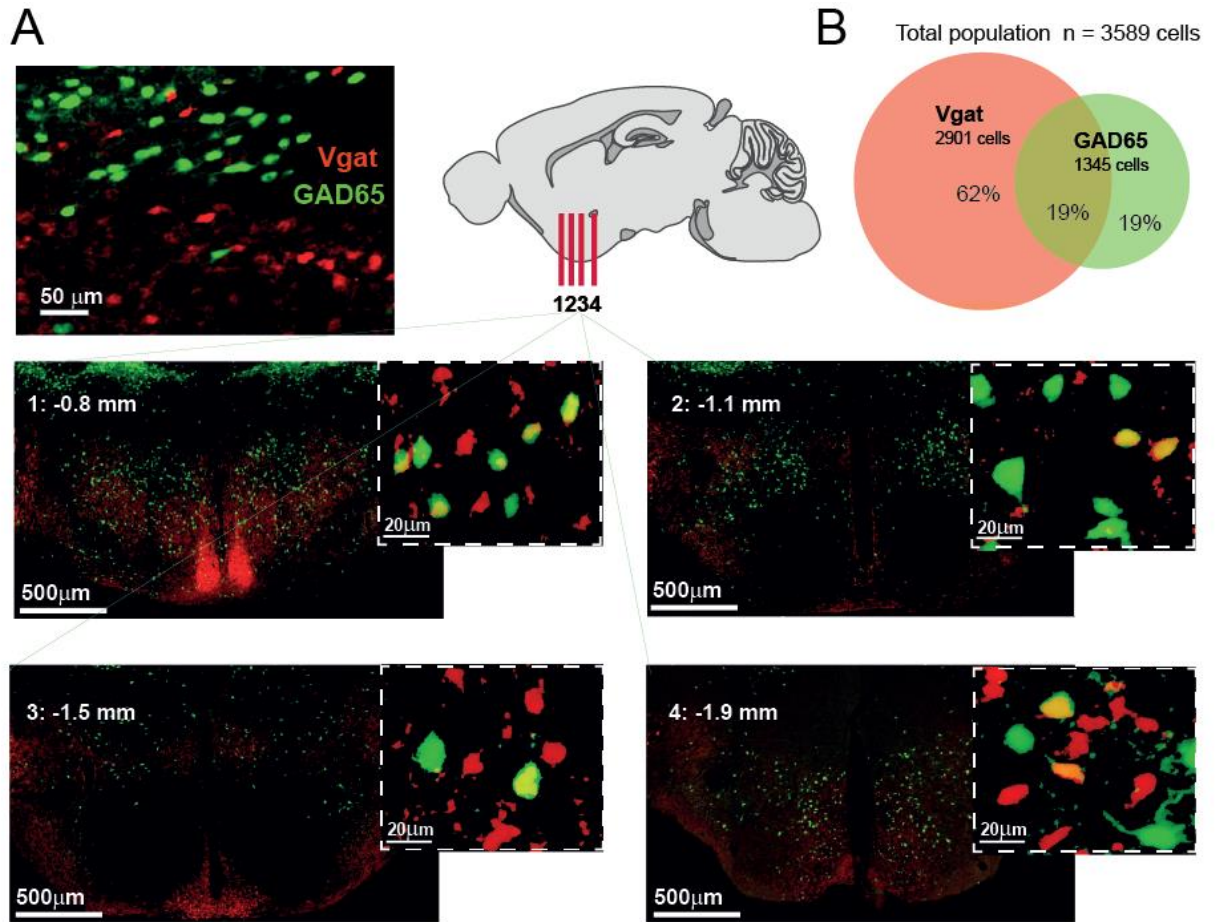 A
B
Total population n = 3589 cells
Vgat
GAD65
50 μm
1234
Vgat
2901 cells
GAD65
1345 cells
62%
19%
19%
1: -0.8 mm
20μm
500μm
2: -1.1 mm
20μm
500μm
3: -1.5 mm
20μm
500μm
4: -1.9 mm
20μm
500μm